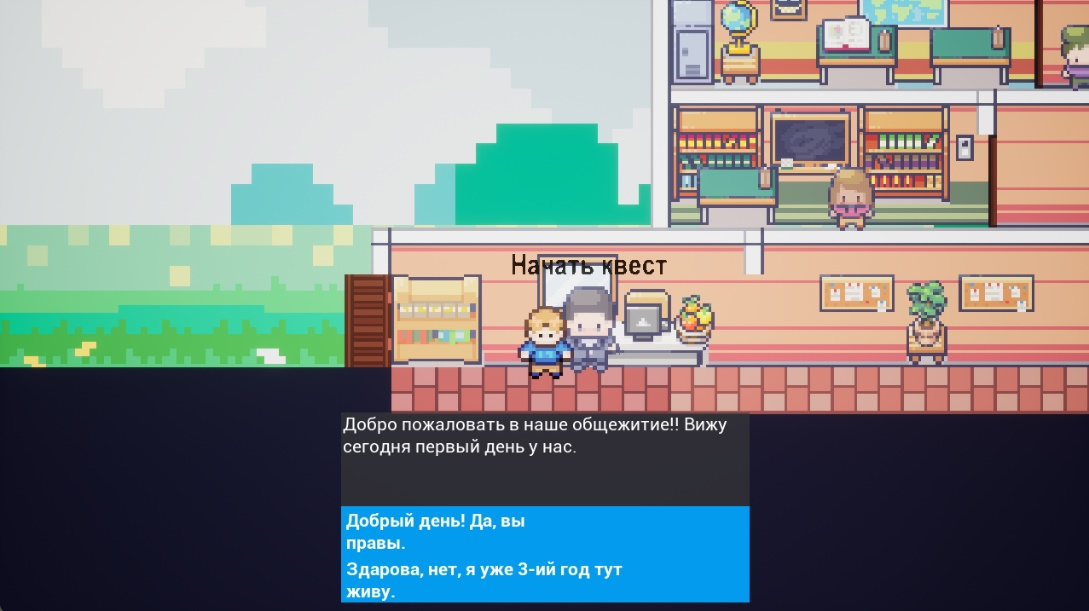 Начать квест
Добро пожаловать в наше общежитие!! Вижу
сегодня первый день у нас.
Добрый день! Да, вы
правы.
Здарова, нет, я уже 3-ий год тут
живу.